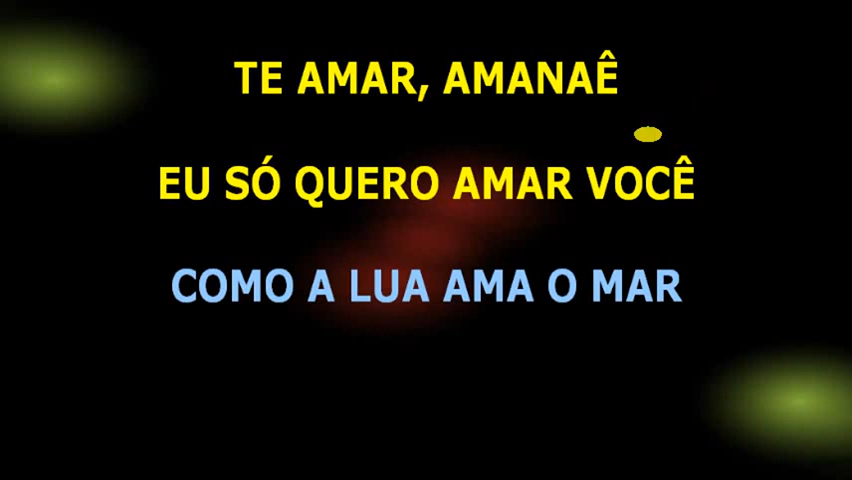 TE AMAR, AMANAÊ
EU SÓ QUERO AMAR VOCÊ
COMO A LUA AMA O MAR